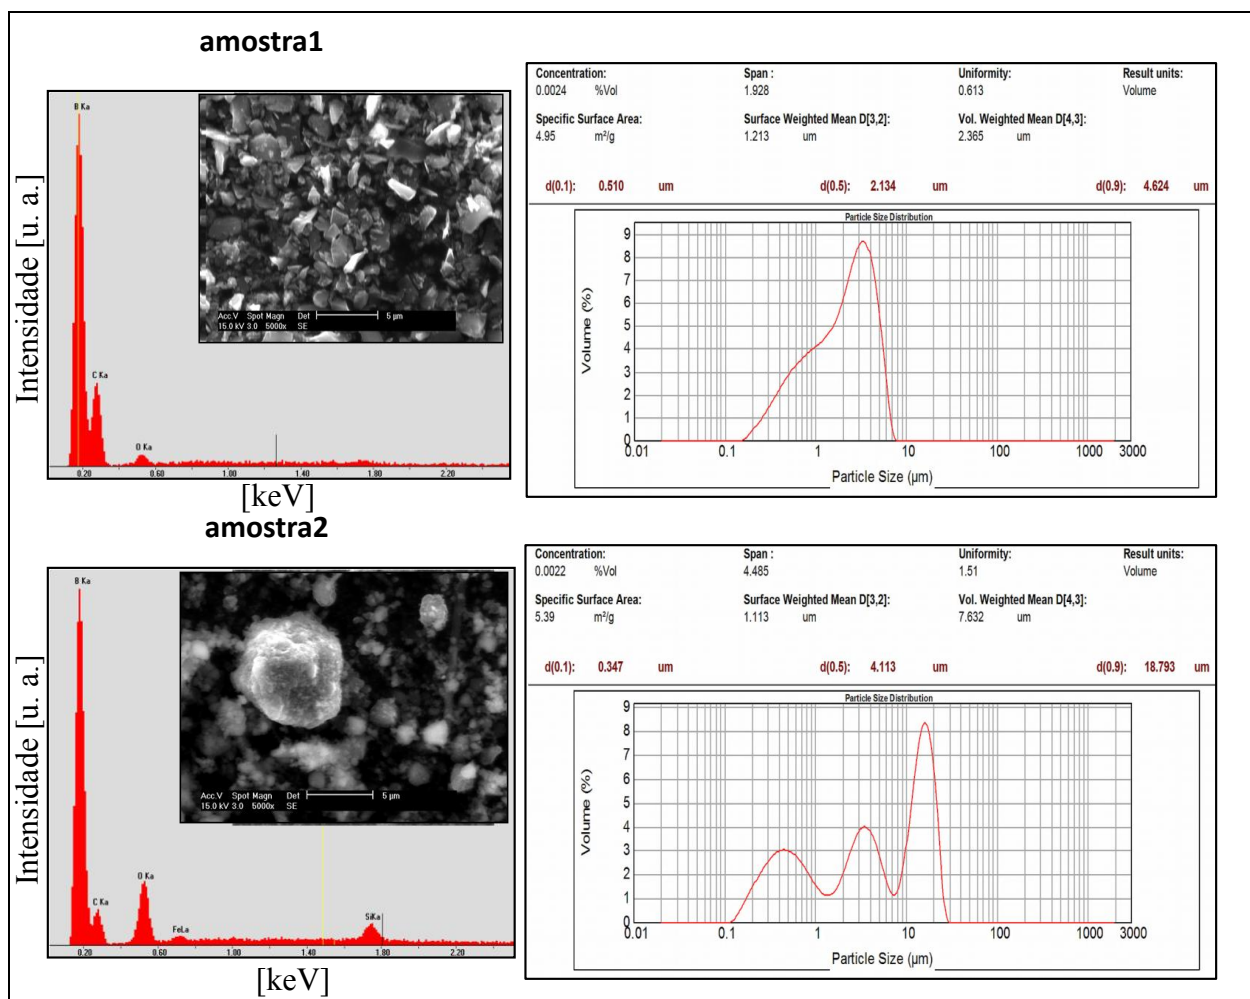 amostra1
Intensidade [u. a.]
B Ka
C Ka
O Ka
0.20 0.60 1.00 1.40 1.80 2.20
[keV]
Acc.V Spot Magn Det 5 µm
15.0 kV 3.0 5000x SE
Concentration: Span : Uniformity: Result units:
0.0024 %Vol 1.928 0.613 Volume
Specific Surface Area: Surface Weighted Mean D[3,2]: Vol. Weighted Mean D[4,3]:
4.95 m²/g 1.213 um 2.365 um
d(0.1): 0.510 um d(0.5): 2.134 um d(0.9): 4.624 um
Particle Size Distribution
Volume (%)
9
8
7
6
5
4
3
2
1
0
0.01 0.1 1 10 100 1000 3000
Particle Size (µm)
amostra2
Intensidade [u. a.]
B Ka
C Ka
O Ka
FeLa
SiKa
0.20 0.60 1.00 1.40 1.80 2.20
[keV]
Acc.V Spot Magn Det 5 µm
15.0 kV 3.0 5000x SE
Concentration: Span : Uniformity: Result units:
0.0022 %Vol 4.485 1.51 Volume
Specific Surface Area: Surface Weighted Mean D[3,2]: Vol. Weighted Mean D[4,3]:
5.39 m²/g 1.113 um 7.632 um
d(0.1): 0.347 um d(0.5): 4.113 um d(0.9): 18.793 um
Particle Size Distribution
Volume (%)
9
8
7
6
5
4
3
2
1
0
0.01 0.1 1 10 100 1000 3000
Particle Size (µm)